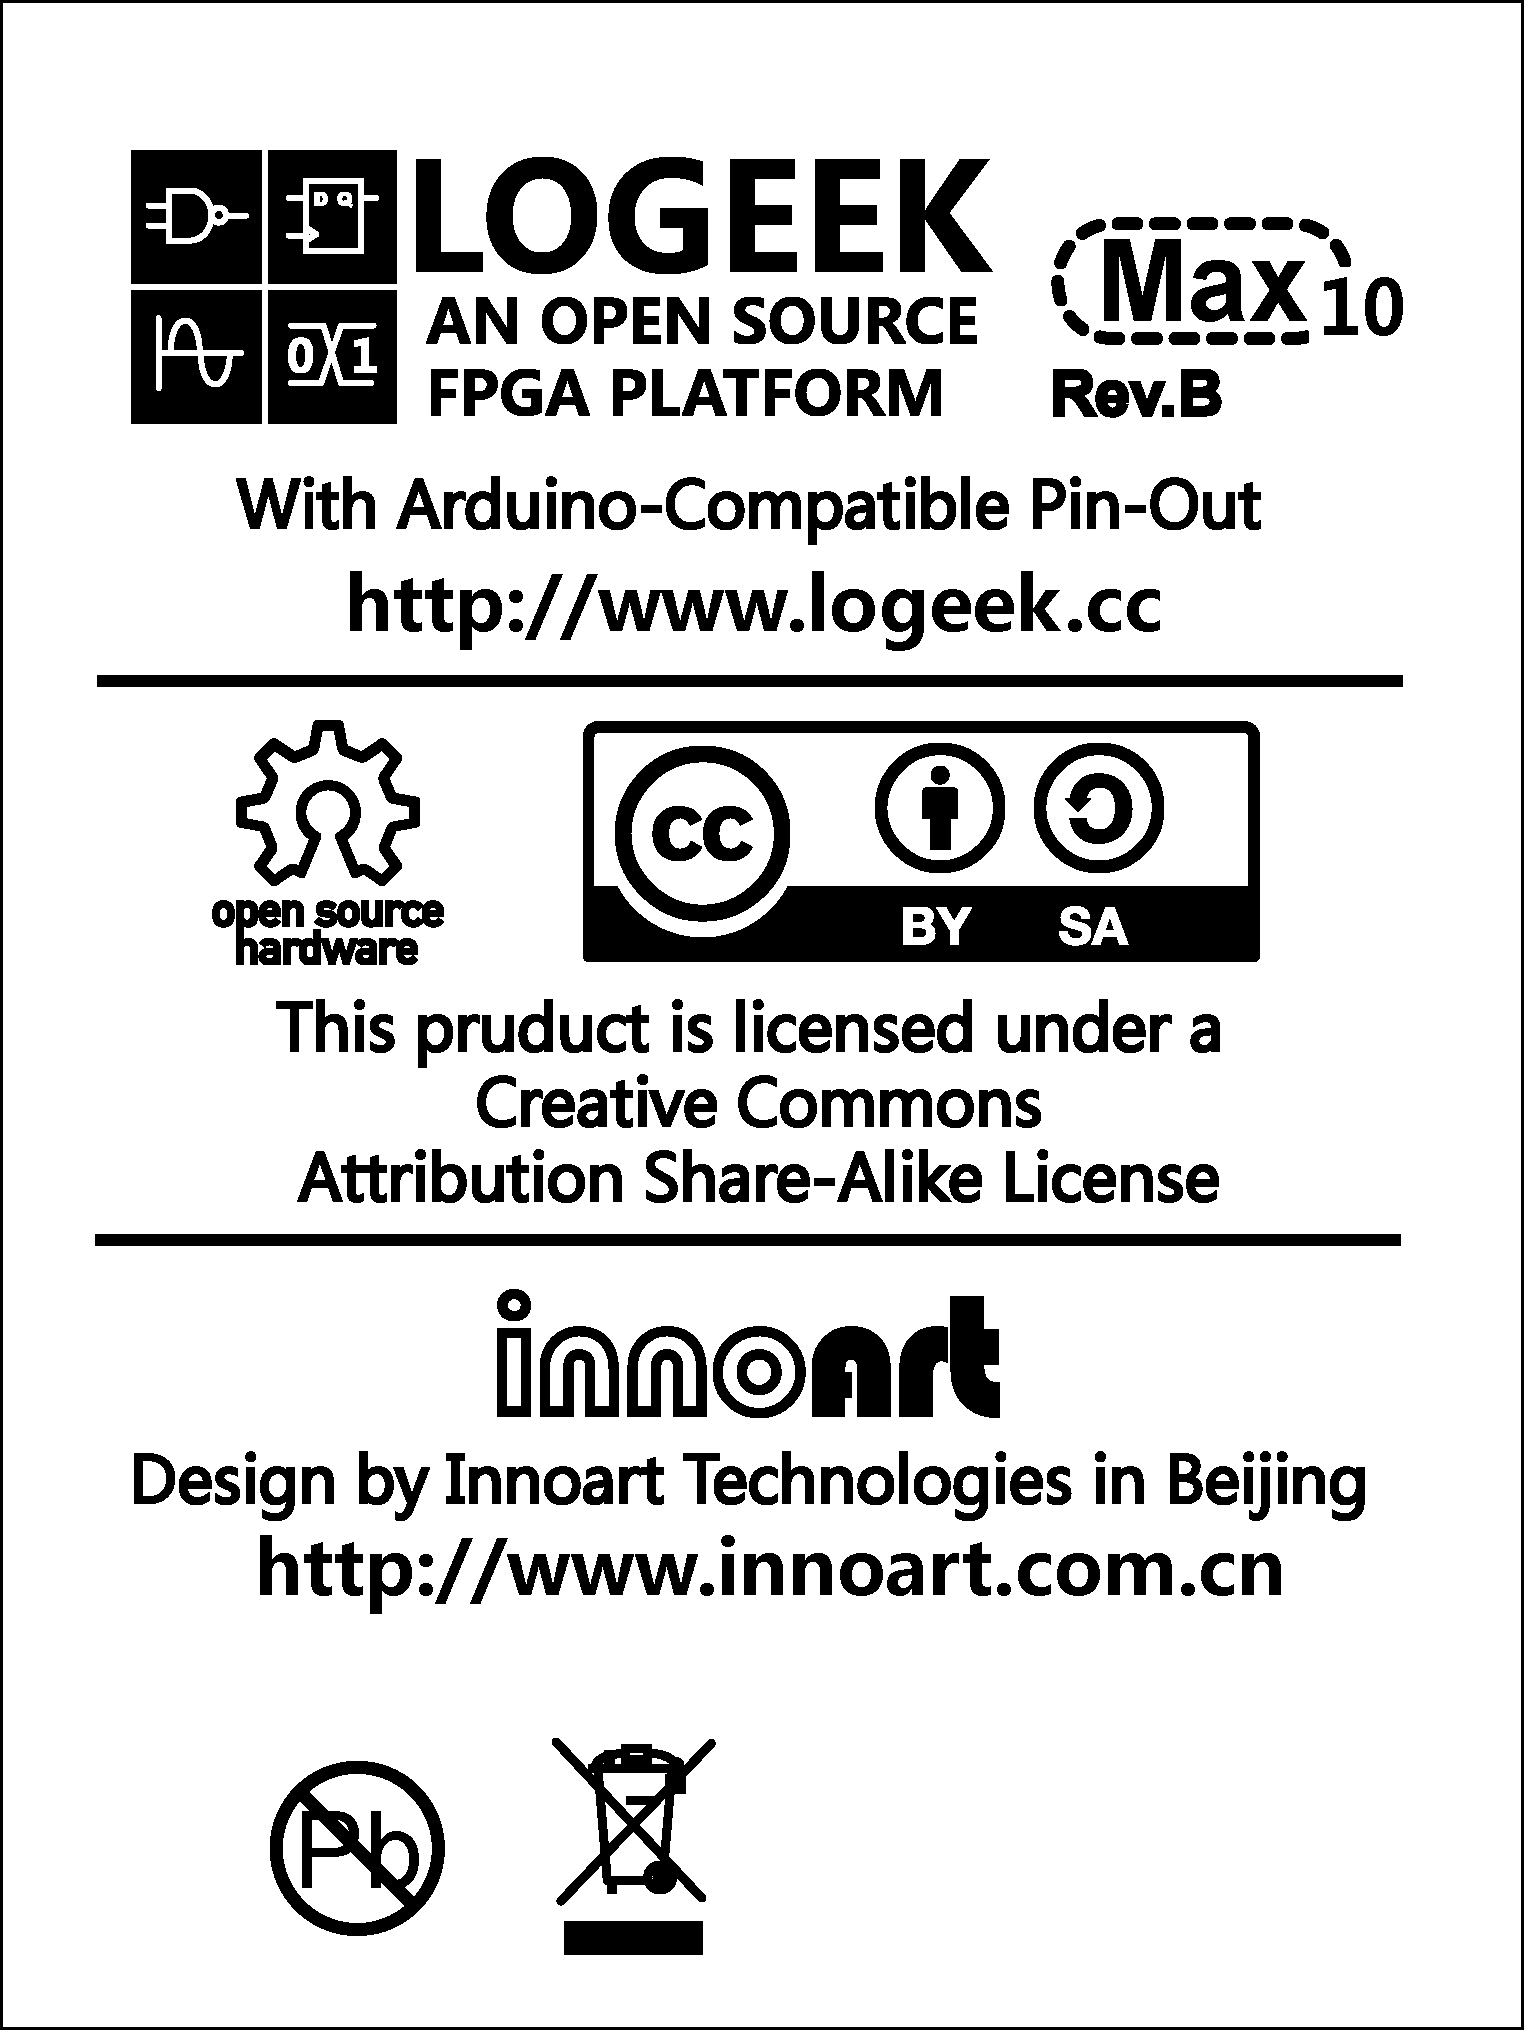 D Q
0 1
LOGEEK
AN OPEN SOURCE
FPGA PLATFORM
Max 10
Rev.B
With Arduino-Compatible Pin-Out
http://www.logeek.cc
open source
hardware
cc
BY SA
This pruduct is licensed under a
Creative Commons
Attribution Share-Alike License
innoart
Design by Innoart Technologies in Beijing
http://www.innoart.com.cn
Pb